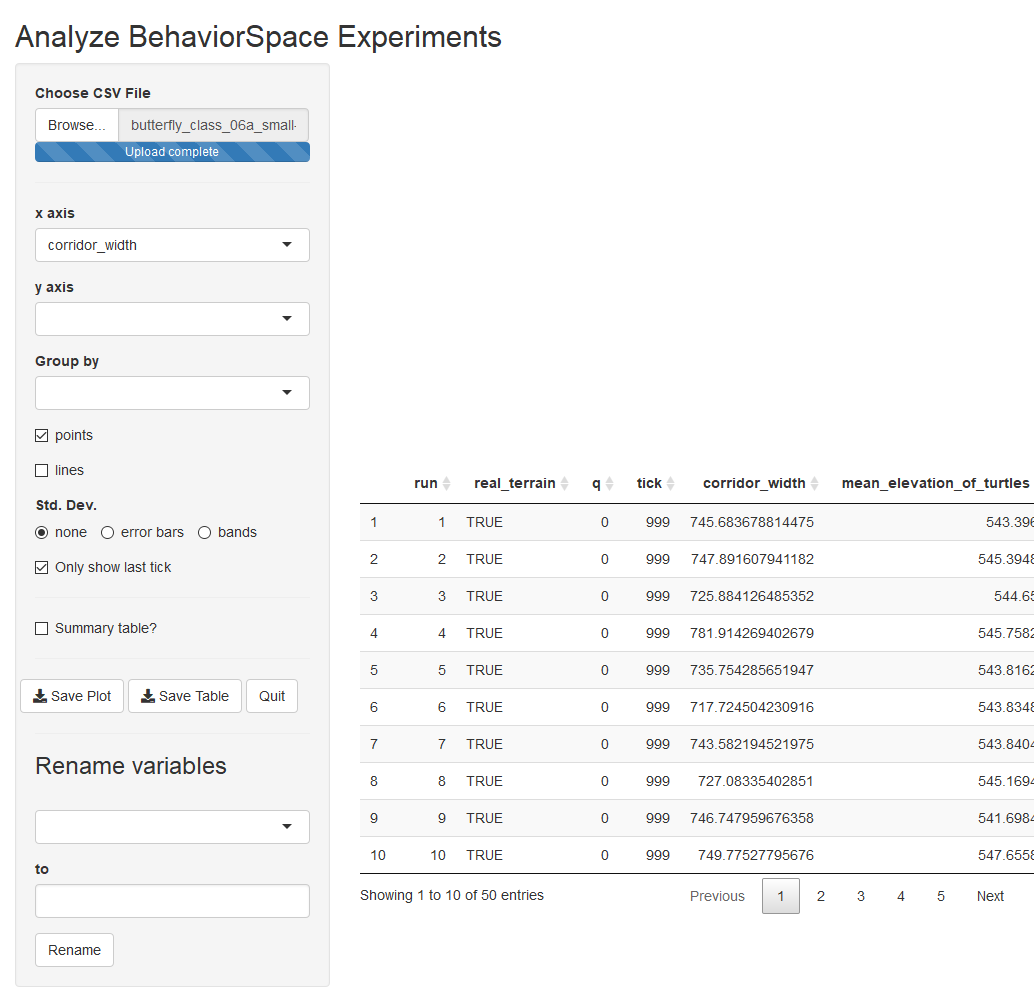 Analyze BehaviorSpace Experiments
Choose CSV File
Browse... butterfly_class_06a_small-
Upload complete
x axis
corridor_width
y axis
Group by
points
lines
Std. Dev.
none error bars bands
Only show last tick
Summary table?
Save Plot Save Table Quit
Rename variables
to
Rename
run real_terrain q tick corridor_width mean_elevation_of_turtles
1 1 TRUE 0 999 745.683678814475 543.396
2 2 TRUE 0 999 747.891607941182 545.3948
3 3 TRUE 0 999 725.884126485352 544.65
4 4 TRUE 0 999 781.914269402679 545.7582
5 5 TRUE 0 999 735.754285651947 543.8162
6 6 TRUE 0 999 717.724504230916 543.8348
7 7 TRUE 0 999 743.582194521975 543.8404
8 8 TRUE 0 999 727.08335402851 545.1694
9 9 TRUE 0 999 746.747959676358 541.6984
10 10 TRUE 0 999 749.77527795676 547.6558
Showing 1 to 10 of 50 entries
Previous 1 2 3 4 5 Next